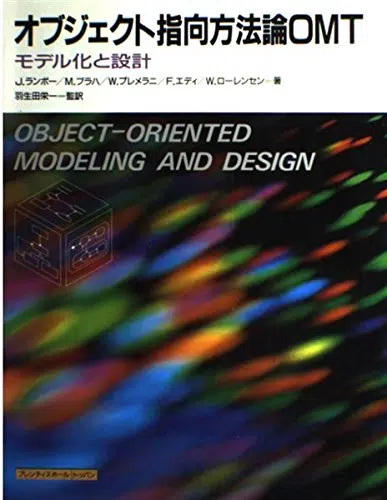 オブジェクト指向方法論OMT
モデル化と設計
J.ランボー/M.ブラハ/W.プレメラニ/F.エディ/W.ローレンセン─著
羽生田栄一─監訳
OBJECT-ORIENTED
MODELING AND DESIGN
プレンティスホール トッパン